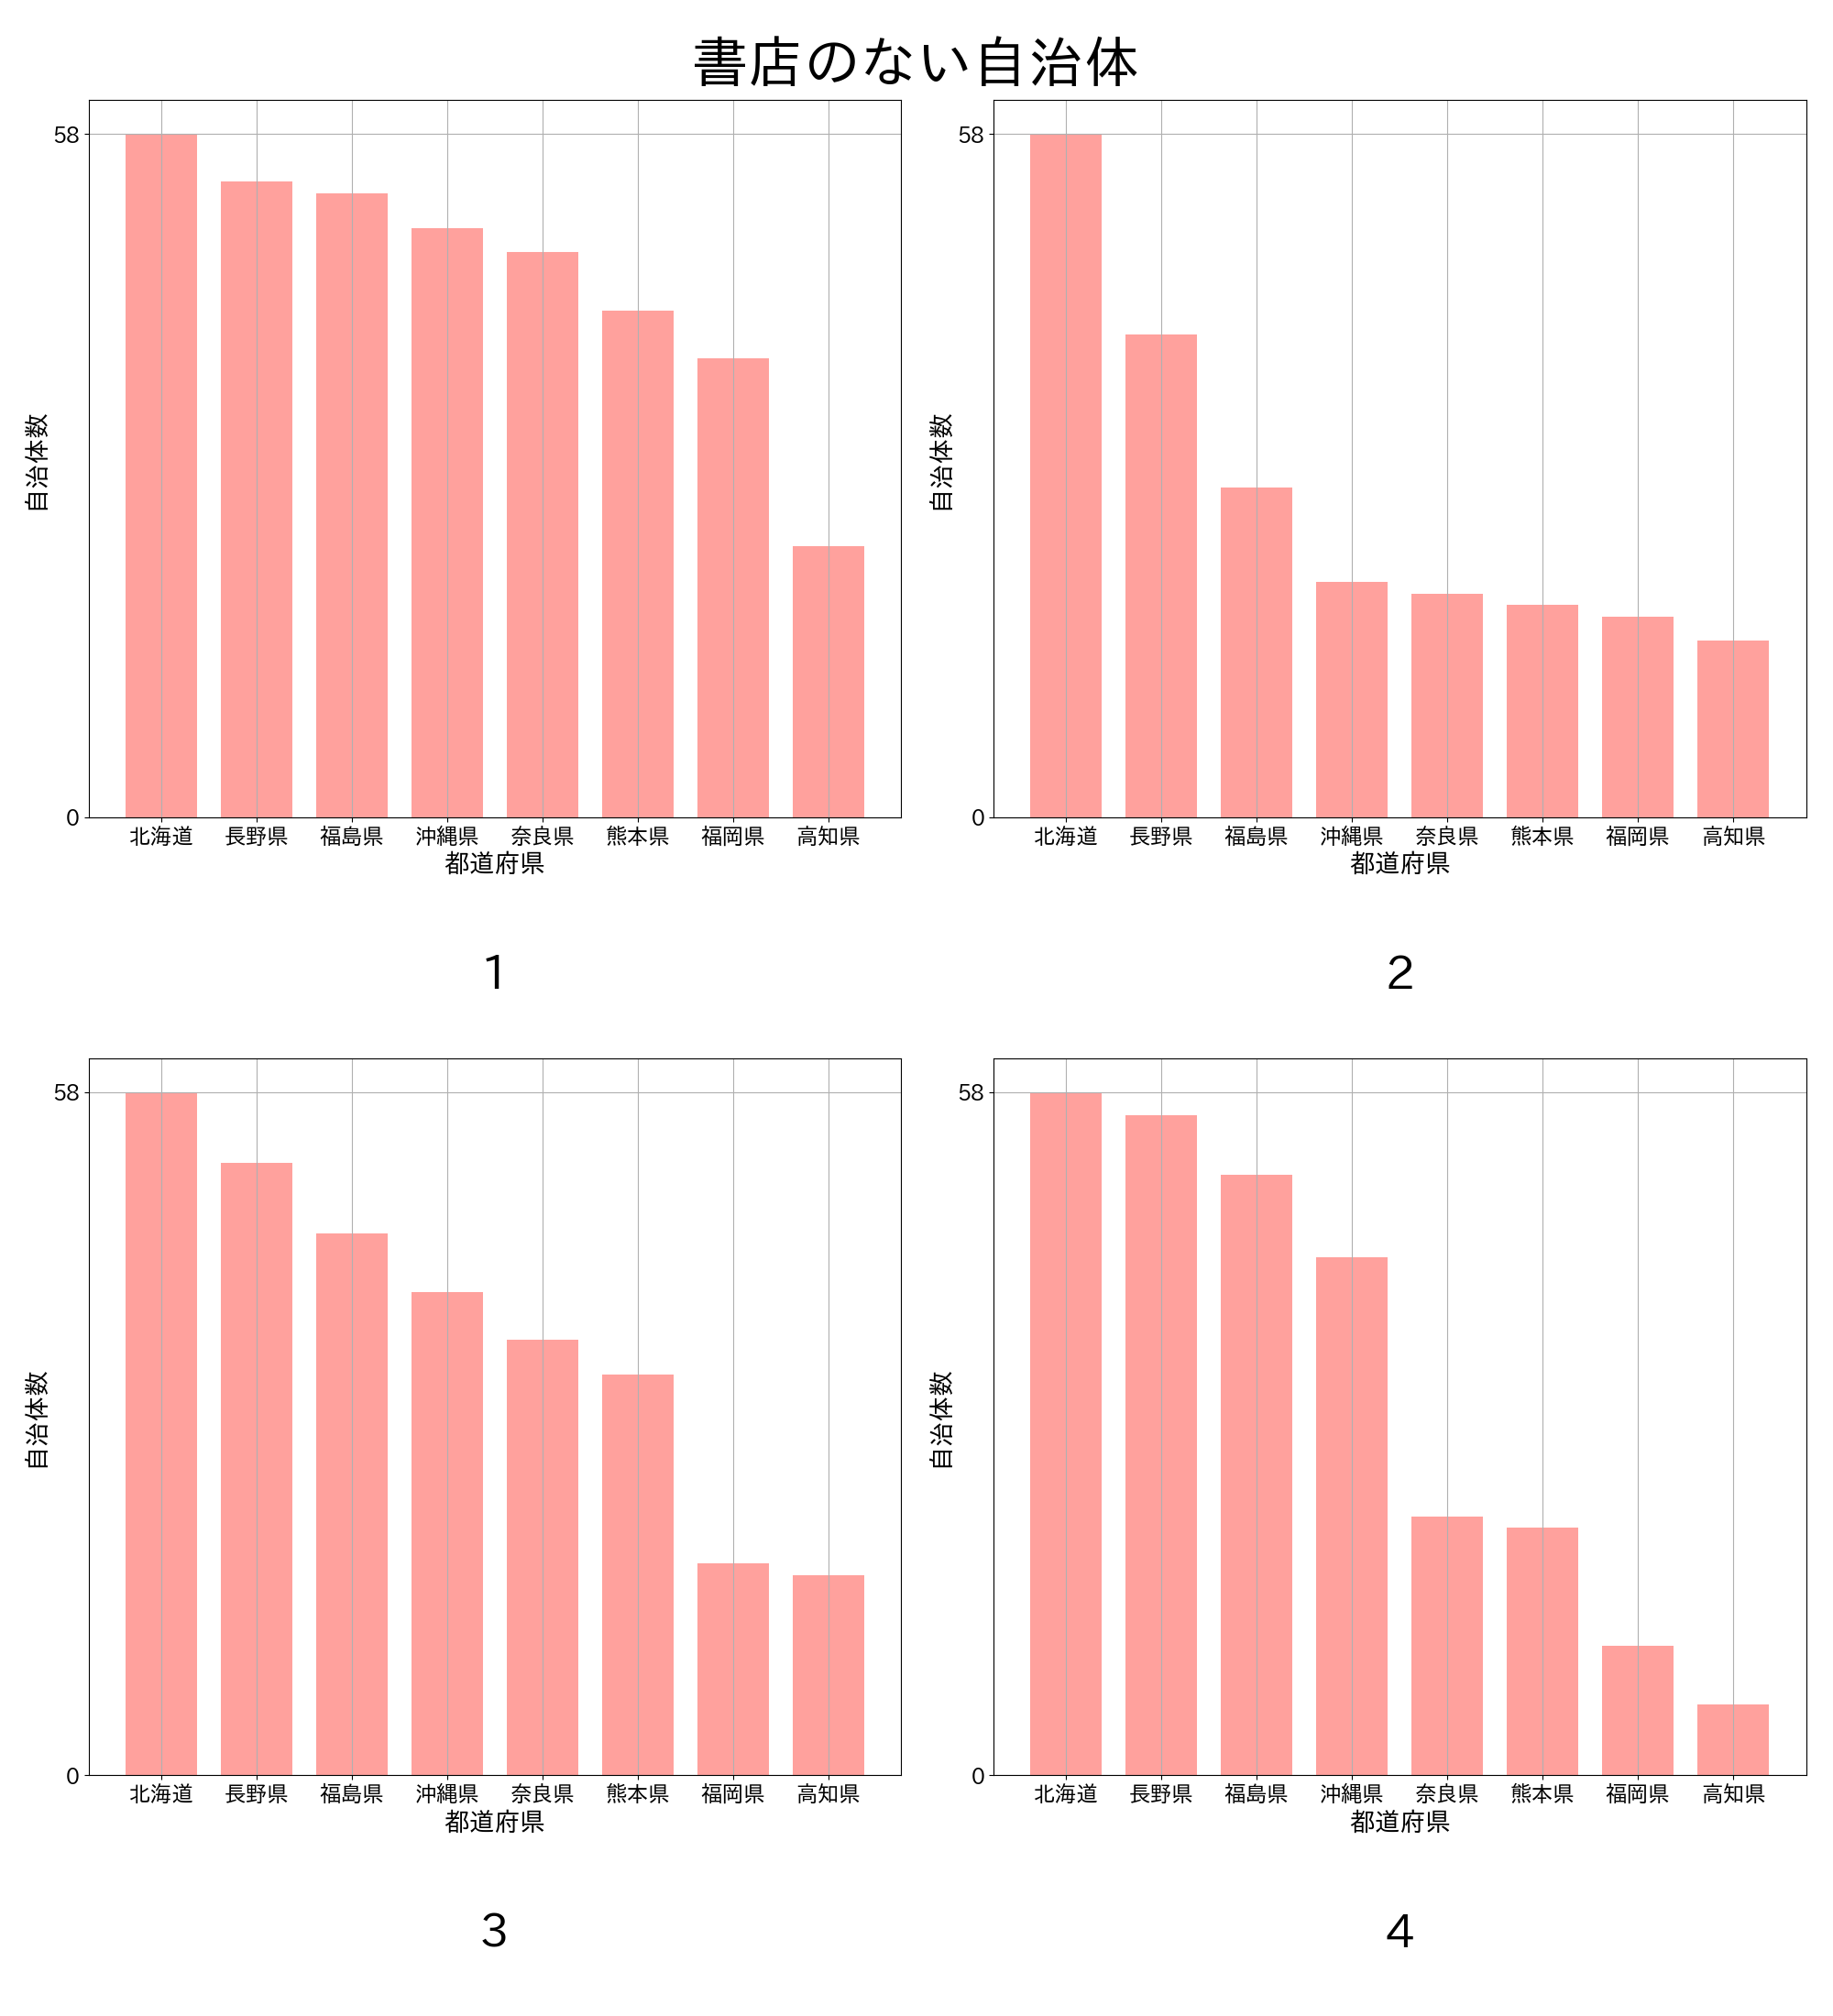 書店のない自治体
58
0
自治体数
北海道 長野県 福島県 沖縄県 奈良県 熊本県 福岡県 高知県
都道府県
1
58
0
自治体数
北海道 長野県 福島県 沖縄県 奈良県 熊本県 福岡県 高知県
都道府県
2
58
0
自治体数
北海道 長野県 福島県 沖縄県 奈良県 熊本県 福岡県 高知県
都道府県
3
58
0
自治体数
北海道 長野県 福島県 沖縄県 奈良県 熊本県 福岡県 高知県
都道府県
4